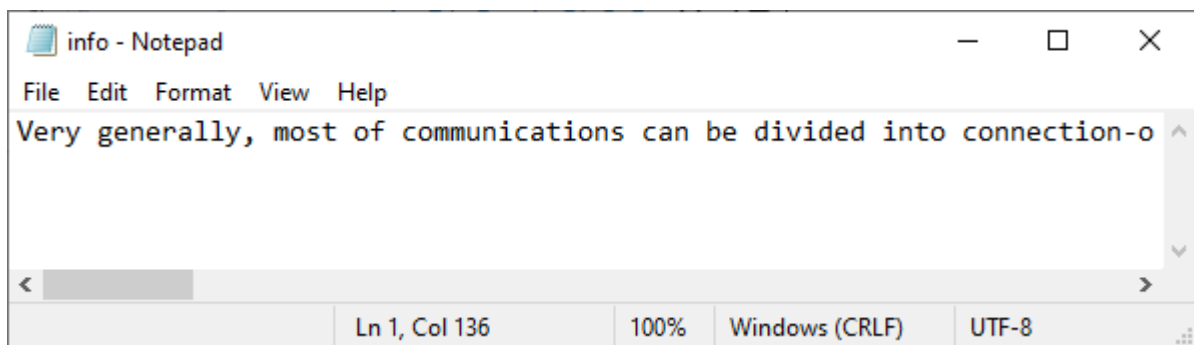 info - Notepad
File Edit Format View Help
Very generally, most of communications can be divided into connection-o
Ln 1, Col 136 100% Windows (CRLF) UTF-8